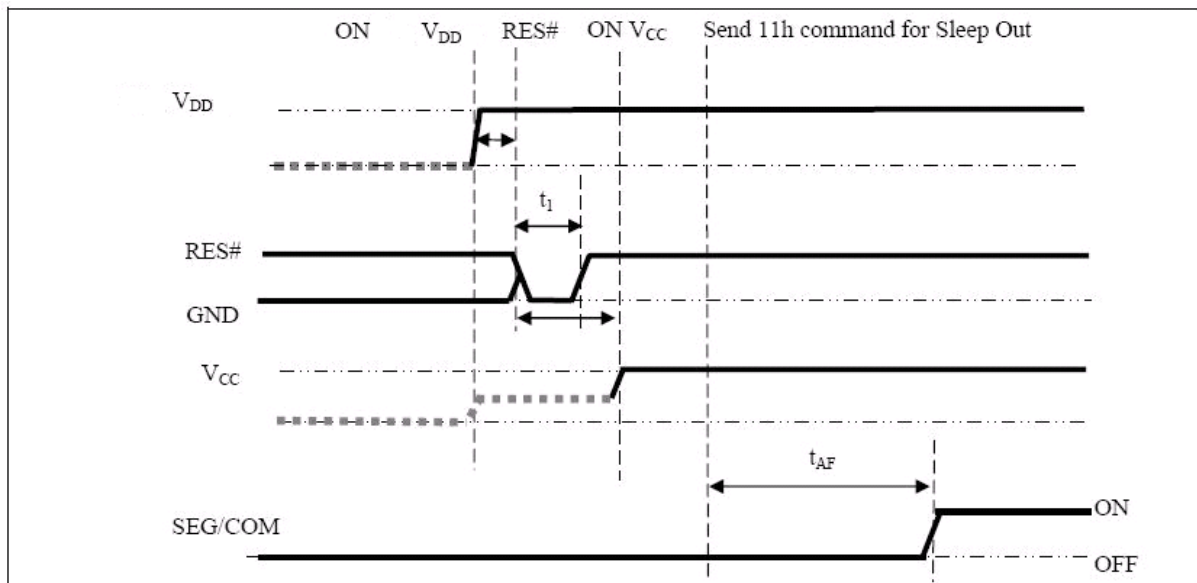 ON VDD RES# ON VCC Send 11h command for Sleep Out
VDD
t1
RES#
GND
VCC
tAF
SEG/COM
ON
OFF